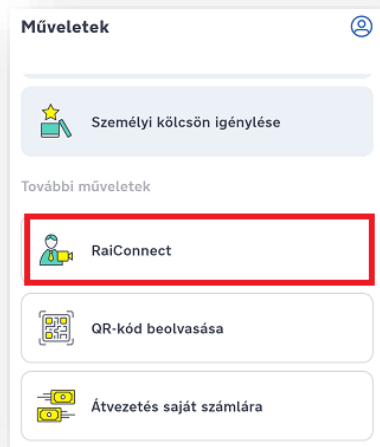 Műveletek
Személyi kölcsön igénylése
További műveletek
RaiConnect
QR-kód beolvasása
Átvezetés saját számlára